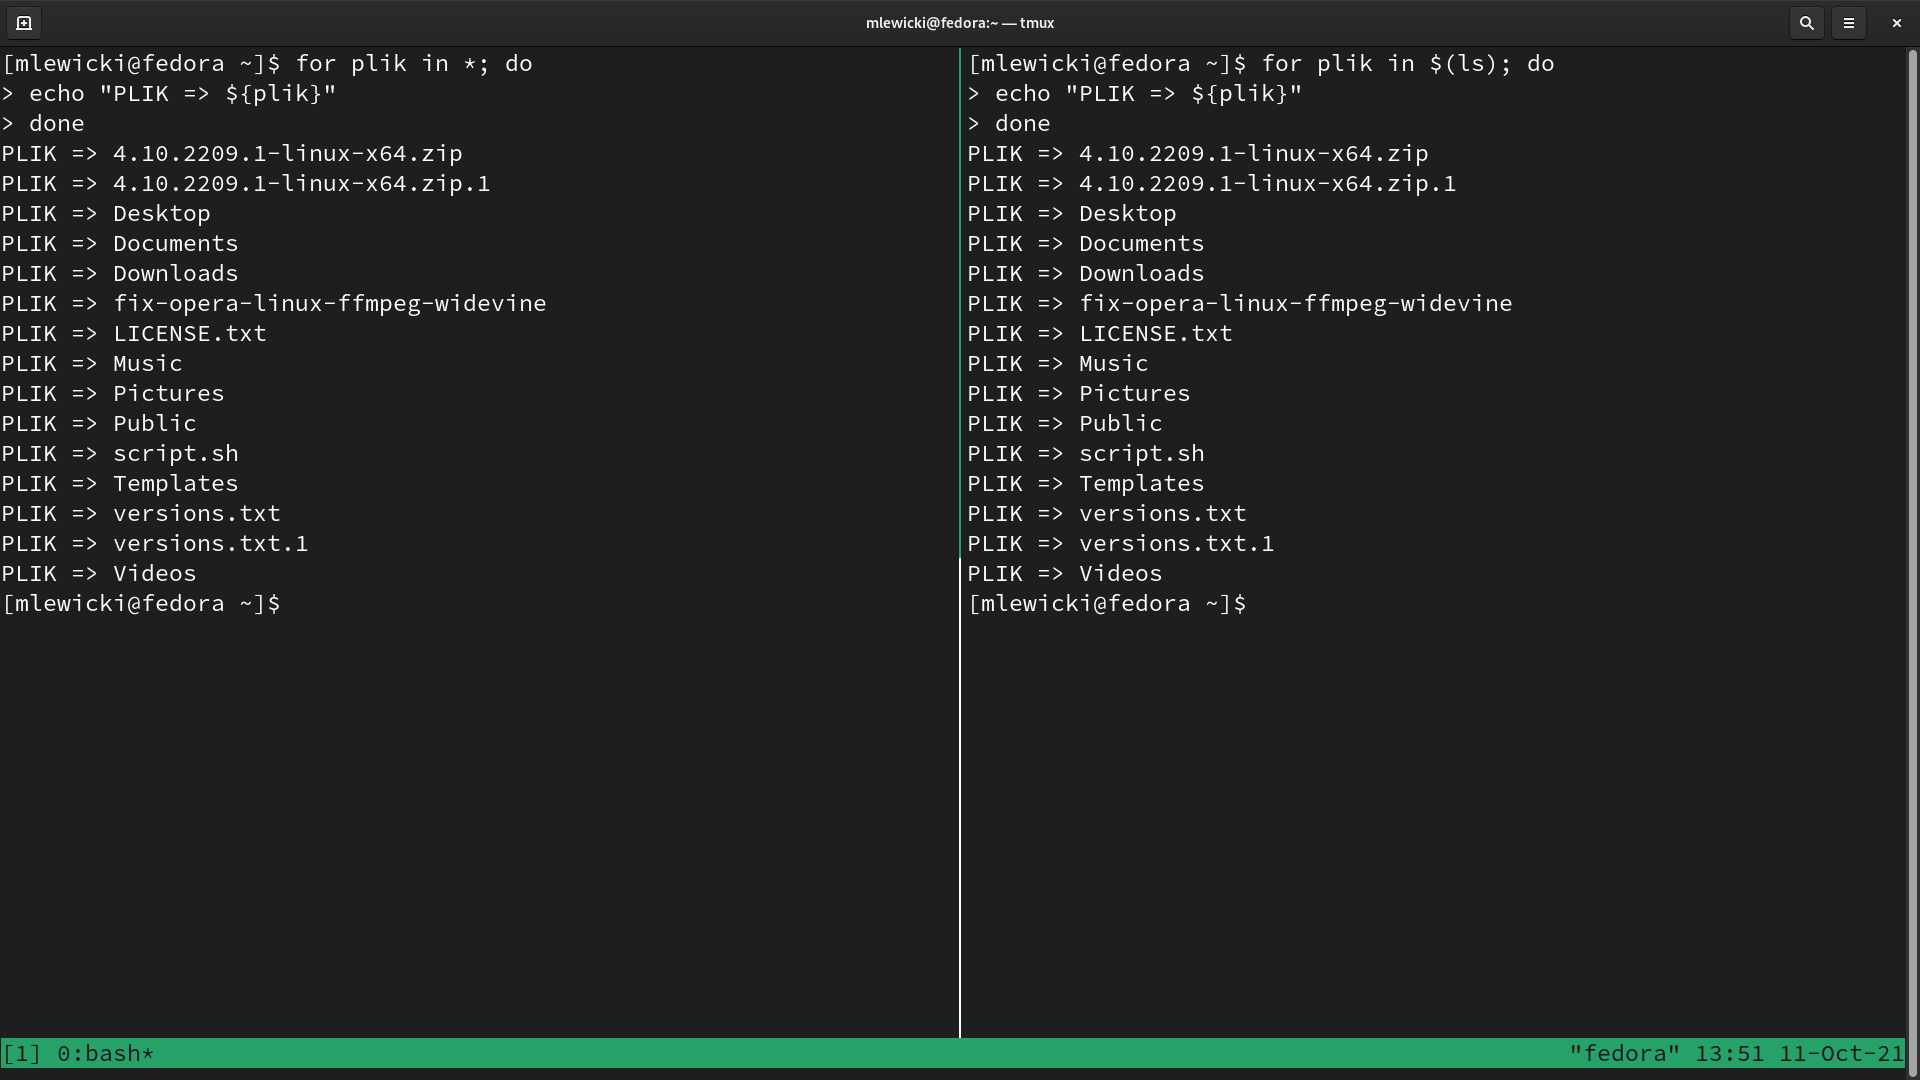 mlewicki@fedora:~ — tmux
[mlewicki@fedora ~]$ for plik in *; do
> echo "PLIK => ${plik}"
> done
PLIK => 4.10.2209.1-linux-x64.zip
PLIK => 4.10.2209.1-linux-x64.zip.1
PLIK => Desktop
PLIK => Documents
PLIK => Downloads
PLIK => fix-opera-linux-ffmpeg-widevine
PLIK => LICENSE.txt
PLIK => Music
PLIK => Pictures
PLIK => Public
PLIK => script.sh
PLIK => Templates
PLIK => versions.txt
PLIK => versions.txt.1
PLIK => Videos
[mlewicki@fedora ~]$
[mlewicki@fedora ~]$ for plik in $(ls); do
> echo "PLIK => ${plik}"
> done
PLIK => 4.10.2209.1-linux-x64.zip
PLIK => 4.10.2209.1-linux-x64.zip.1
PLIK => Desktop
PLIK => Documents
PLIK => Downloads
PLIK => fix-opera-linux-ffmpeg-widevine
PLIK => LICENSE.txt
PLIK => Music
PLIK => Pictures
PLIK => Public
PLIK => script.sh
PLIK => Templates
PLIK => versions.txt
PLIK => versions.txt.1
PLIK => Videos
[mlewicki@fedora ~]$
[1] 0:bash*
"fedora" 13:51 11-Oct-21